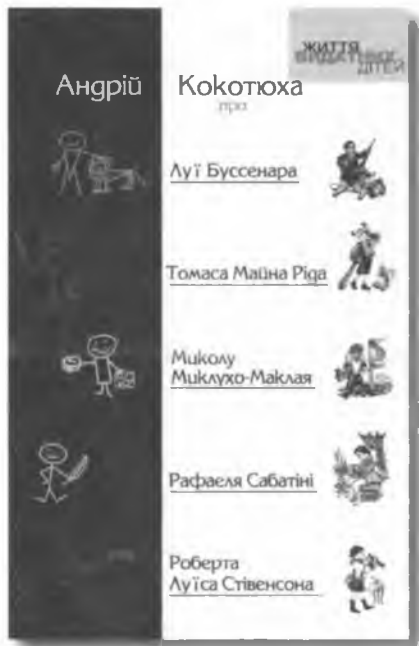 ЖИТТЯ
ВИДАТНИХ
ДІТЕЙ
Андрій Кокотюха
про
Луї Буссенара
Томаса Майна Ріда
Миколу
Миклухо-Маклая
Рафаеля Сабатіні
Роберта
Луїса Стівенсона